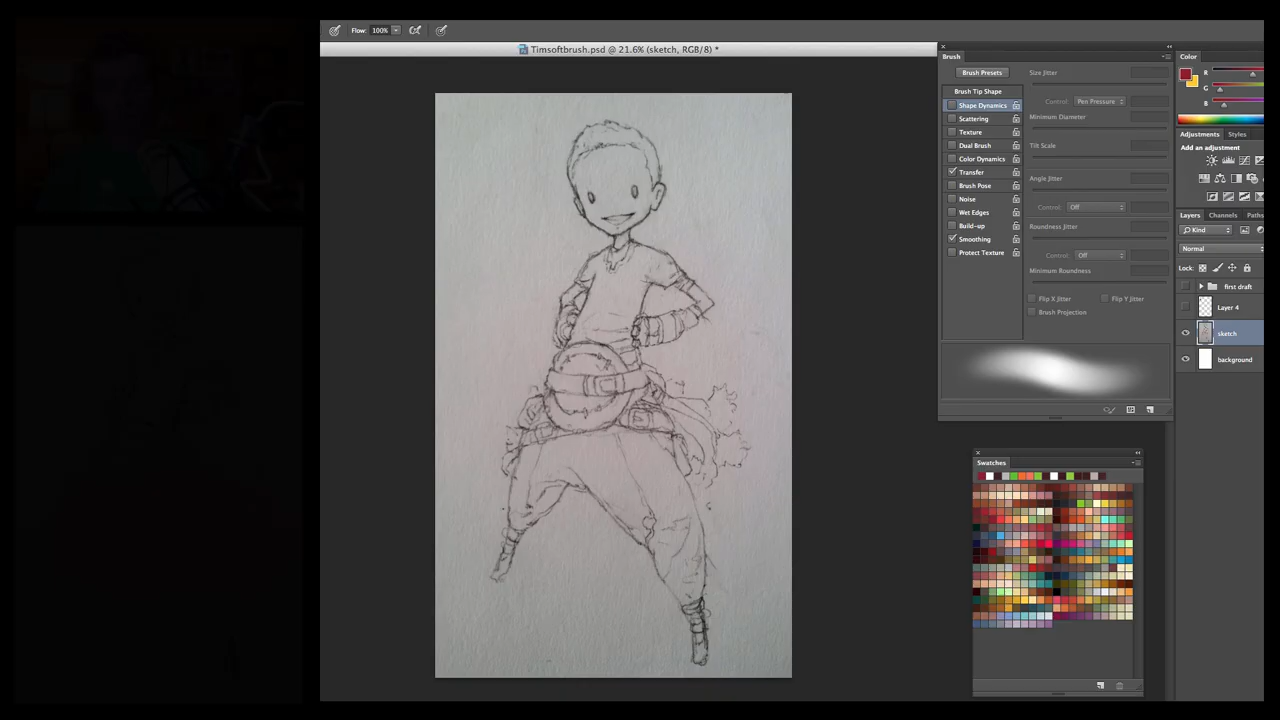 Flow: 100%
Timsoftbrush.psd @ 21.6% (sketch, RGB/8) *
Brush
Brush Presets
Brush Tip Shape
Shape Dynamics
Scattering
Texture
Dual Brush
Color Dynamics
Transfer
Brush Pose
Noise
Wet Edges
Build-up
Smoothing
Protect Texture
Size Jitter
Control: Pen Pressure
Minimum Diameter
Tilt Scale
Angle Jitter
Control: Off
Roundness Jitter
Control: Off
Minimum Roundness
Flip X Jitter Flip Y Jitter
Brush Projection
Color
R
G
B
Adjustments Styles
Add an adjustment
Layers Channels Paths
Kind
Normal
Lock:
first draft
Layer 4
sketch
background
Swatches